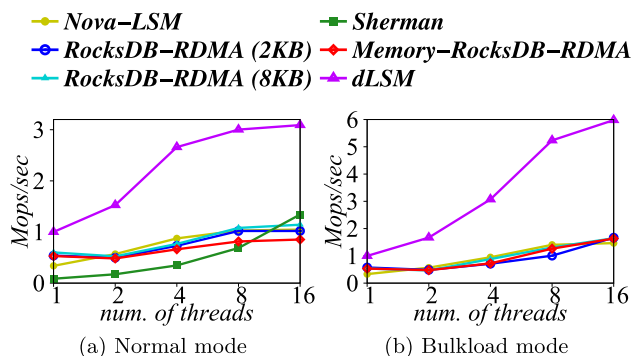 Nova-LSM
Sherman
RocksDB-RDMA (2KB)
Memory-RocksDB-RDMA
RocksDB-RDMA (8KB)
dLSM
Mops/sec
3
2
1
0
1
2
4
8
16
num. of threads
(a) Normal mode
Mops/sec
6
5
4
3
2
1
0
1
2
4
8
16
num. of threads
(b) Bulkload mode